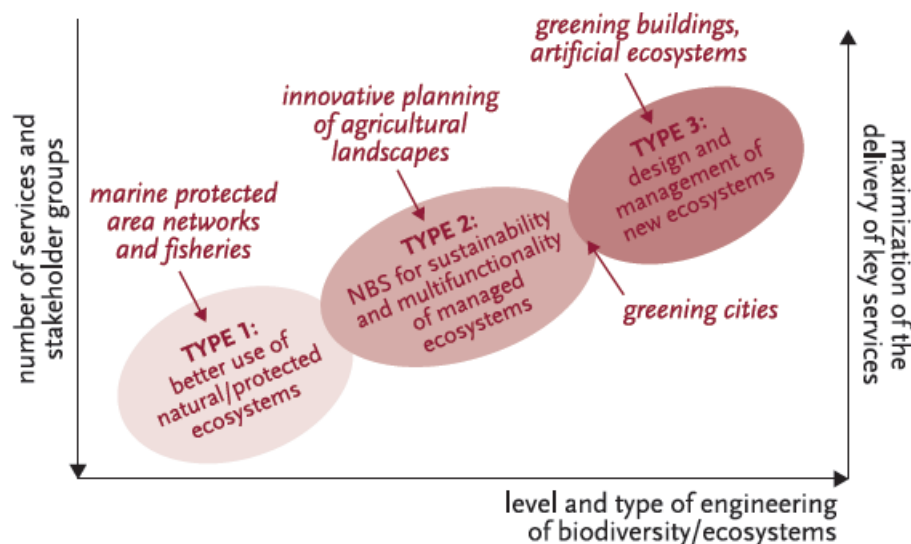 number of services and
stakeholder groups
marine protected
area networks
and fisheries
TYPE 1:
better use of
natural/protected
ecosystems
innovative planning
of agricultural
landscapes
TYPE 2:
NBS for sustainability
and multifunctionality
of managed
ecosystems
greening buildings,
artificial ecosystems
TYPE 3:
design and
management of
new ecosystems
greening cities
maximization of the
delivery of key services
level and type of engineering
of biodiversity/ecosystems